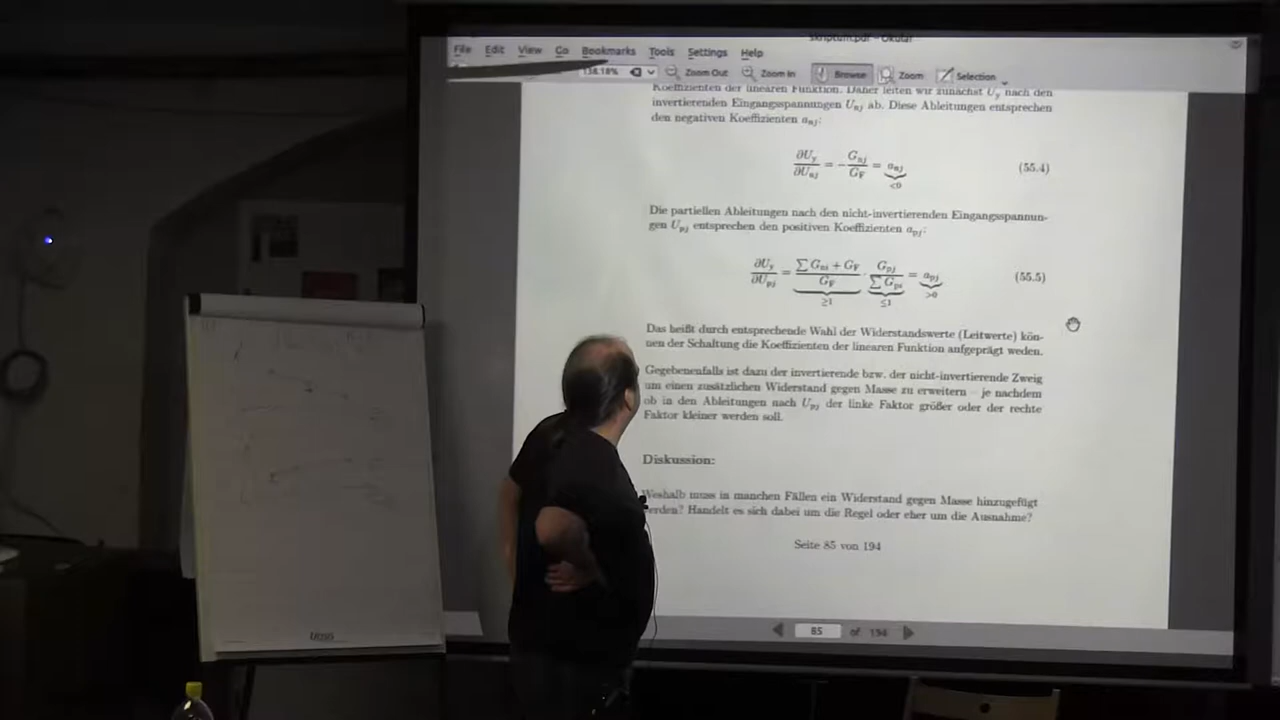 skriptum.pdf – Okular
File Edit View Go Bookmarks Tools Settings Help
138.18% Zoom Out Zoom In Browse Zoom Selection
Koeffizienten der linearen Funktion. Daher leiten wir zunächst U_y nach den
invertierenden Eingangsspannungen U_nj ab. Diese Ableitungen entsprechen
den negativen Koeffizienten a_nj:
∂U_y/∂U_nj = −G_nj/G_F = a_nj (55.4)
<0
Die partiellen Ableitungen nach den nicht-invertierenden Eingangsspannun-
gen U_pj entsprechen den positiven Koeffizienten a_pj:
∂U_y/∂U_pj = (∑ G_ni + G_F)/G_F · G_pj/∑ G_pi = a_pj (55.5)
≥1 ≤1 >0
Das heißt durch entsprechende Wahl der Widerstandswerte (Leitwerte) kön-
nen der Schaltung die Koeffizienten der linearen Funktion aufgeprägt weden.
Gegebenenfalls ist dazu der invertierende bzw. der nicht-invertierende Zweig
um einen zusätzlichen Widerstand gegen Masse zu erweitern – je nachdem
ob in den Ableitungen nach U_pj der linke Faktor größer oder der rechte
Faktor kleiner werden soll.
Diskussion:
Weshalb muss in manchen Fällen ein Widerstand gegen Masse hinzugefügt
werden? Handelt es sich dabei um die Regel oder eher um die Ausnahme?
Seite 85 von 194
85 of 194